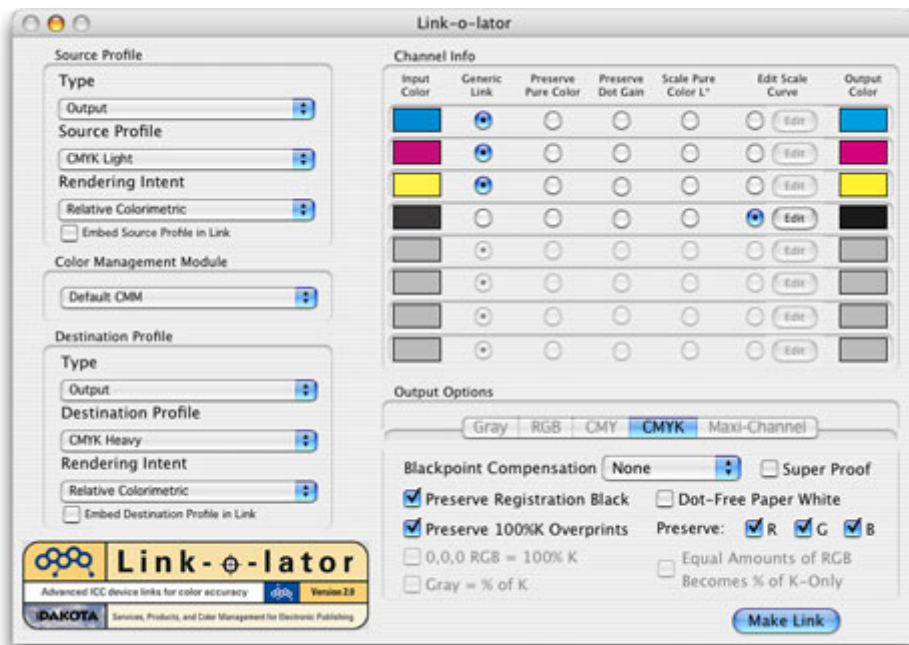 Link-o-lator
Source Profile
Type
Output
Source Profile
CMYK Light
Rendering Intent
Relative Colorimetric
Embed Source Profile in Link
Color Management Module
Default CMM
Destination Profile
Type
Output
Destination Profile
CMYK Heavy
Rendering Intent
Relative Colorimetric
Embed Destination Profile in Link
Link-o-lator
Advanced ICC device links for color accuracy
Version 2.0
DAKOTA
Services, Products, and Color Management for Electronic Publishing
Channel Info
Input Color
Generic Link
Preserve Pure Color
Preserve Dot Gain
Scale Pure Color L*
Edit Scale Curve
Output Color
Edit
Edit
Edit
Edit
Edit
Edit
Edit
Edit
Output Options
Gray RGB CMY CMYK Maxi-Channel
Blackpoint Compensation None Super Proof
Preserve Registration Black Dot-Free Paper White
Preserve 100%K Overprints Preserve: R G B
0,0,0 RGB = 100% K
Gray = % of K
Equal Amounts of RGB
Becomes % of K-Only
Make Link